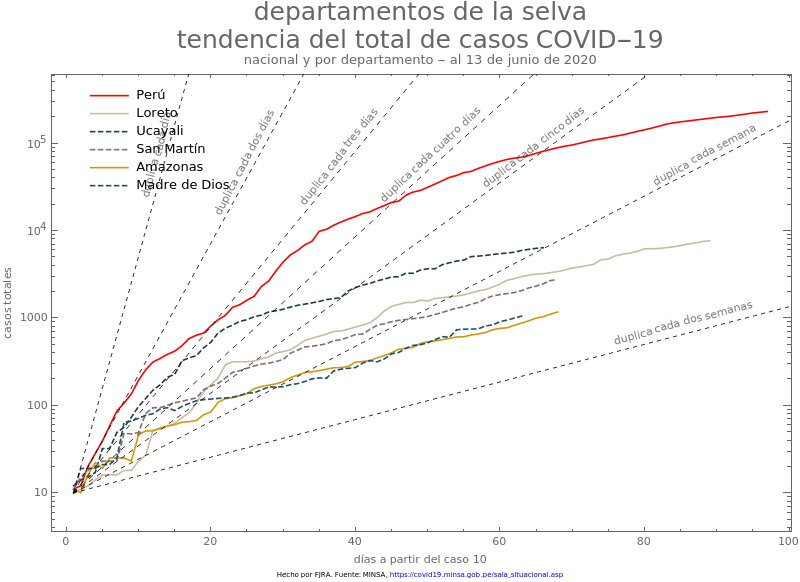 departamentos de la selva
tendencia del total de casos COVID−19
nacional y por departamento − al 13 de junio de 2020
Perú
Loreto
Ucayali
San Martín
Amazonas
Madre de Dios
duplica cada día
duplica cada dos días
duplica cada tres días
duplica cada cuatro días
duplica cada cinco días
duplica cada semana
duplica cada dos semanas
casos totales
10^5
10^4
1000
100
10
0 20 40 60 80 100
días a partir del caso 10
Hecho por FJRA. Fuente: MINSA, https://covid19.minsa.gob.pe/sala_situacional.asp